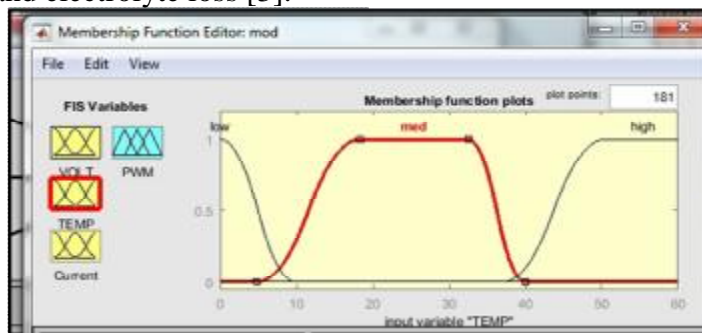 and electrolyte loss [3].
Membership Function Editor: mod
File Edit View
FIS Variables
Membership function plots
plot points:
181
VOLT
PWM
TEMP
Current
low
med
high
1
0.5
0
0
10
20
30
40
50
60
input variable "TEMP"